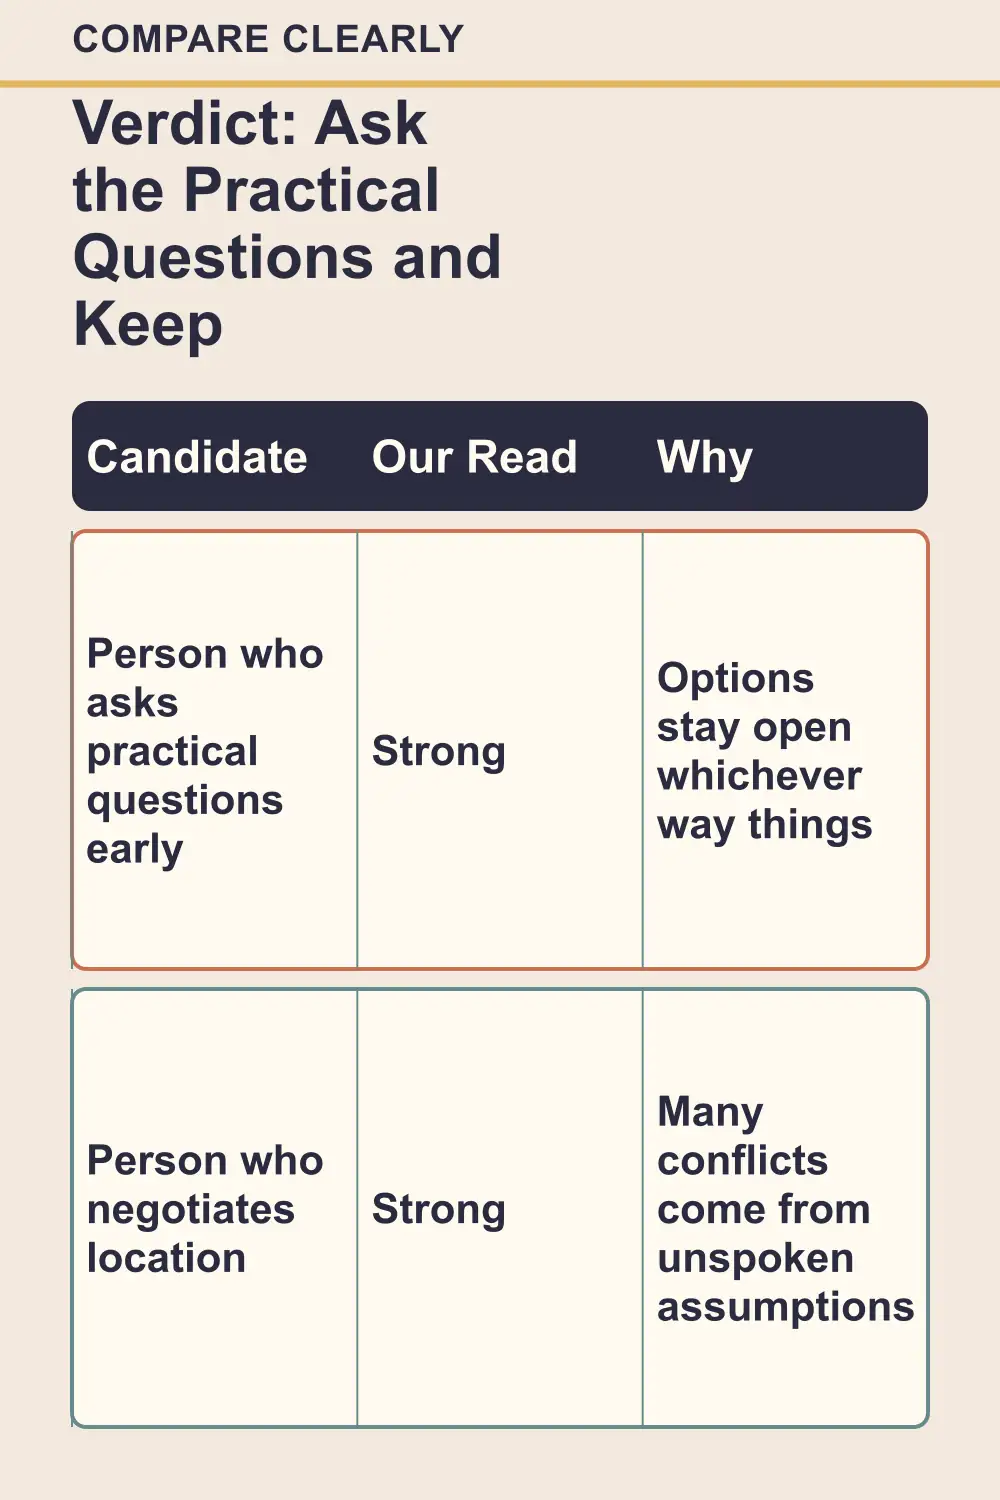 COMPARE CLEARLY
Verdict: Ask
the Practical
Questions and
Keep
Candidate
Our Read
Why
Person who
asks
practical
questions
early
Strong
Options
stay open
whichever
way things
Person who
negotiates
location
Strong
Many
conflicts
come from
unspoken
assumptions